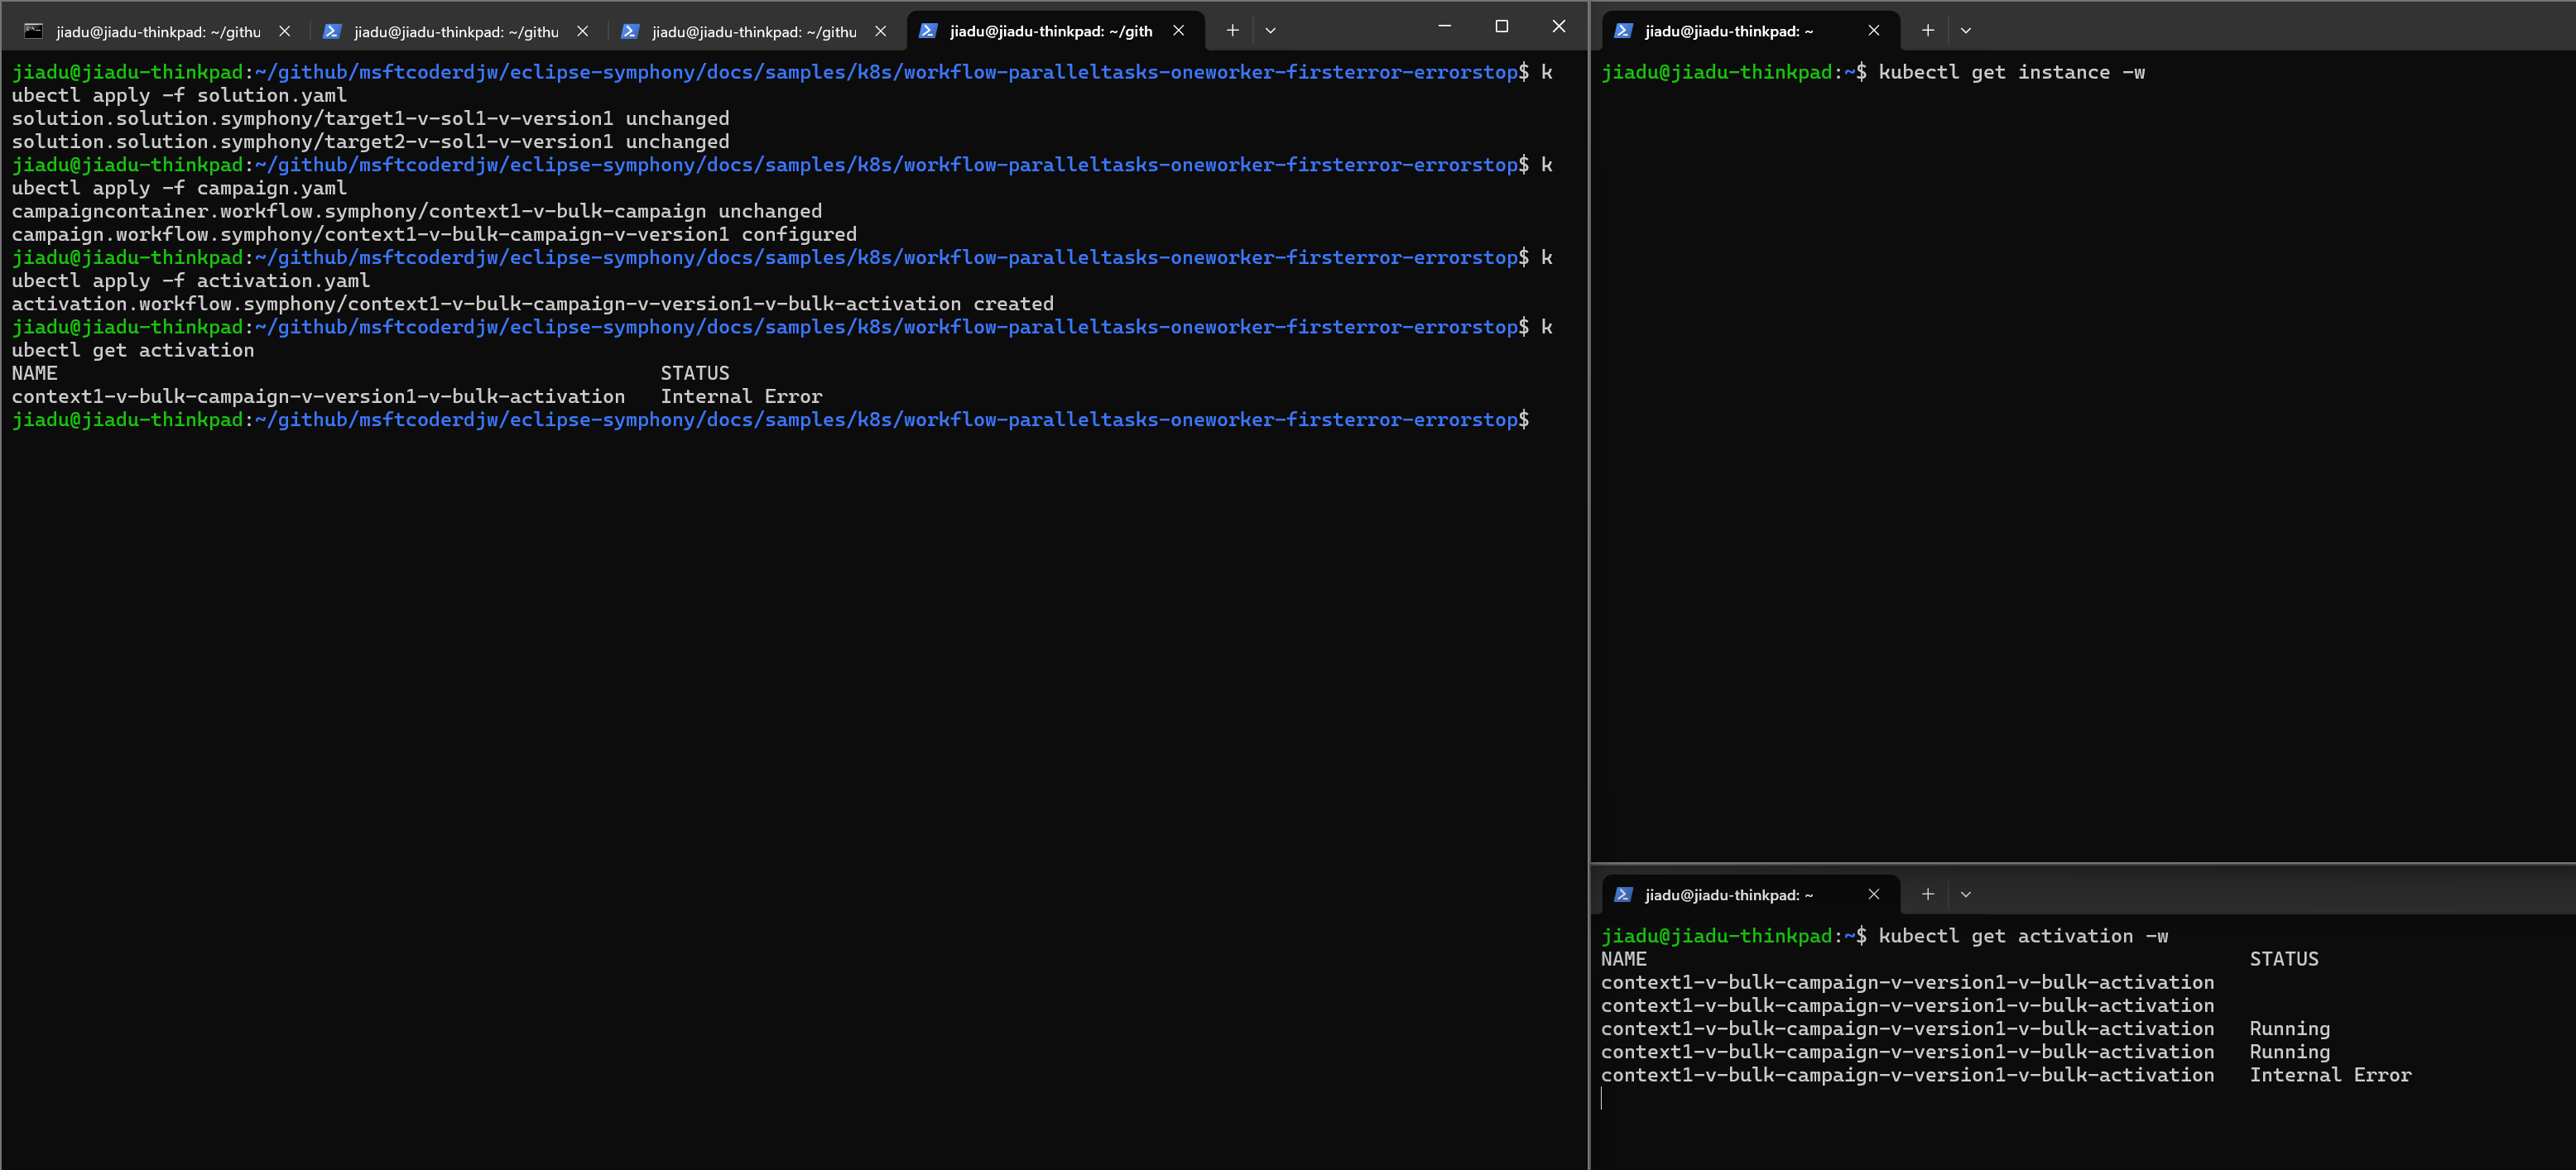 jiadu@jiadu-thinkpad: ~/githu
jiadu@jiadu-thinkpad: ~/githu
jiadu@jiadu-thinkpad: ~/githu
jiadu@jiadu-thinkpad: ~/gith
jiadu@jiadu-thinkpad:~/github/msftcoderdjw/eclipse-symphony/docs/samples/k8s/workflow-paralleltasks-oneworker-firsterror-errorstop$ k
ubectl apply -f solution.yaml
solution.solution.symphony/target1-v-sol1-v-version1 unchanged
solution.solution.symphony/target2-v-sol1-v-version1 unchanged
jiadu@jiadu-thinkpad:~/github/msftcoderdjw/eclipse-symphony/docs/samples/k8s/workflow-paralleltasks-oneworker-firsterror-errorstop$ k
ubectl apply -f campaign.yaml
campaigncontainer.workflow.symphony/context1-v-bulk-campaign unchanged
campaign.workflow.symphony/context1-v-bulk-campaign-v-version1 configured
jiadu@jiadu-thinkpad:~/github/msftcoderdjw/eclipse-symphony/docs/samples/k8s/workflow-paralleltasks-oneworker-firsterror-errorstop$ k
ubectl apply -f activation.yaml
activation.workflow.symphony/context1-v-bulk-campaign-v-version1-v-bulk-activation created
jiadu@jiadu-thinkpad:~/github/msftcoderdjw/eclipse-symphony/docs/samples/k8s/workflow-paralleltasks-oneworker-firsterror-errorstop$ k
ubectl get activation
NAME STATUS
context1-v-bulk-campaign-v-version1-v-bulk-activation Internal Error
jiadu@jiadu-thinkpad:~/github/msftcoderdjw/eclipse-symphony/docs/samples/k8s/workflow-paralleltasks-oneworker-firsterror-errorstop$
jiadu@jiadu-thinkpad: ~
jiadu@jiadu-thinkpad:~$ kubectl get instance -w
jiadu@jiadu-thinkpad: ~
jiadu@jiadu-thinkpad:~$ kubectl get activation -w
NAME STATUS
context1-v-bulk-campaign-v-version1-v-bulk-activation
context1-v-bulk-campaign-v-version1-v-bulk-activation
context1-v-bulk-campaign-v-version1-v-bulk-activation Running
context1-v-bulk-campaign-v-version1-v-bulk-activation Running
context1-v-bulk-campaign-v-version1-v-bulk-activation Internal Error